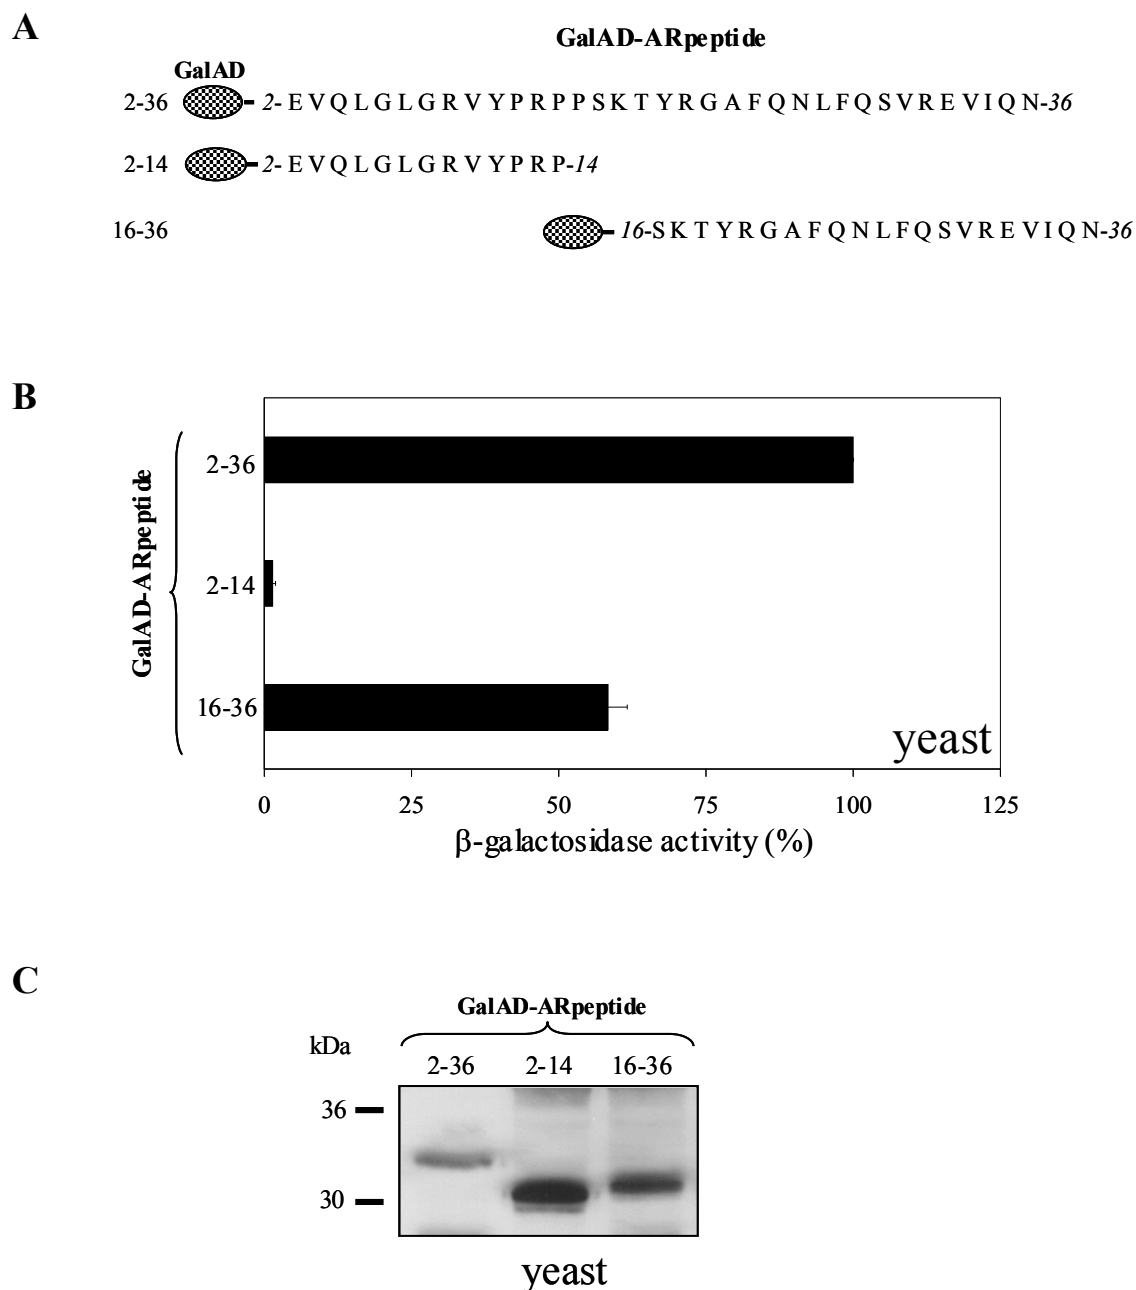 A
GalAD-ARpeptide
GalAD
2-36 2- E V Q L G L G R V Y P R P P S K T Y R G A F Q N L F Q S V R E V I Q N-36
2-14 2- E V Q L G L G R V Y P R P-14
16-36 16-S K T Y R G A F Q N L F Q S V R E V I Q N-36
B
GalAD-ARpeptide
2-36
2-14
16-36
yeast
0 25 50 75 100 125
β-galactosidase activity (%)
C
GalAD-ARpeptide
kDa
2-36 2-14 16-36
36
30
yeast